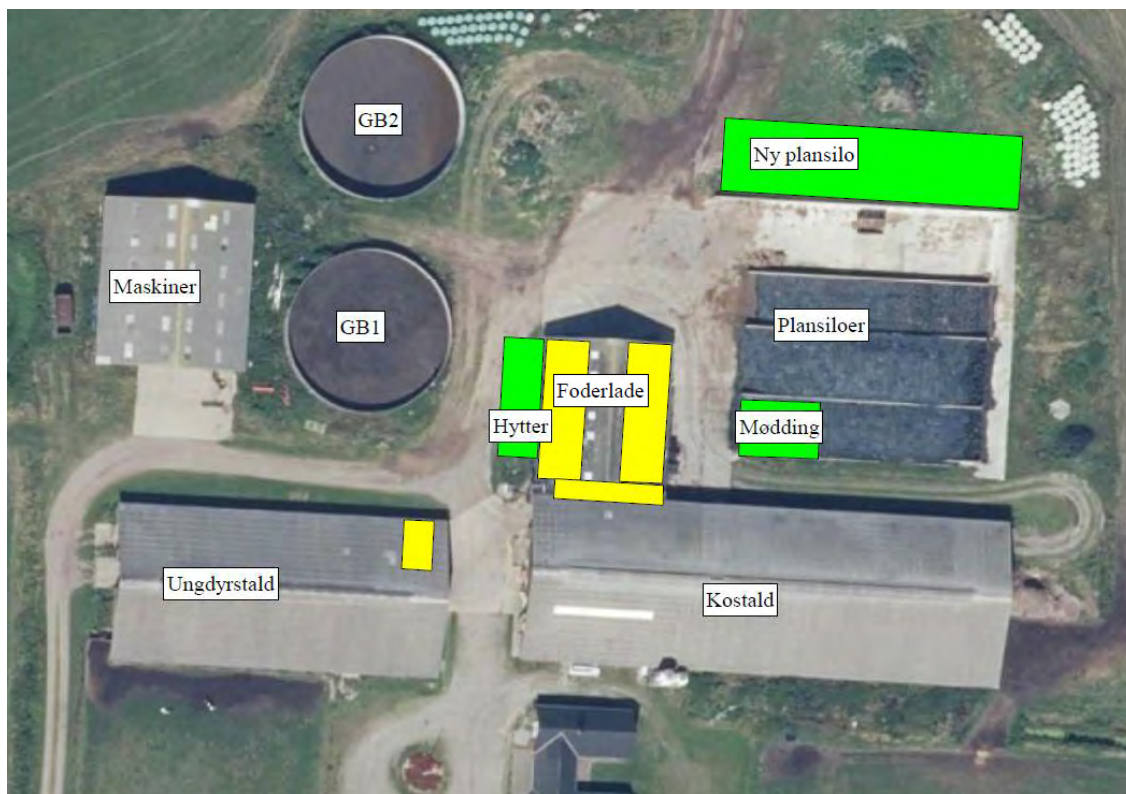 GB2
Ny plansilo
Maskiner
GB1
Plansiloer
Foderlade
Hytter
Mødding
Ungdyrstald
Kostald